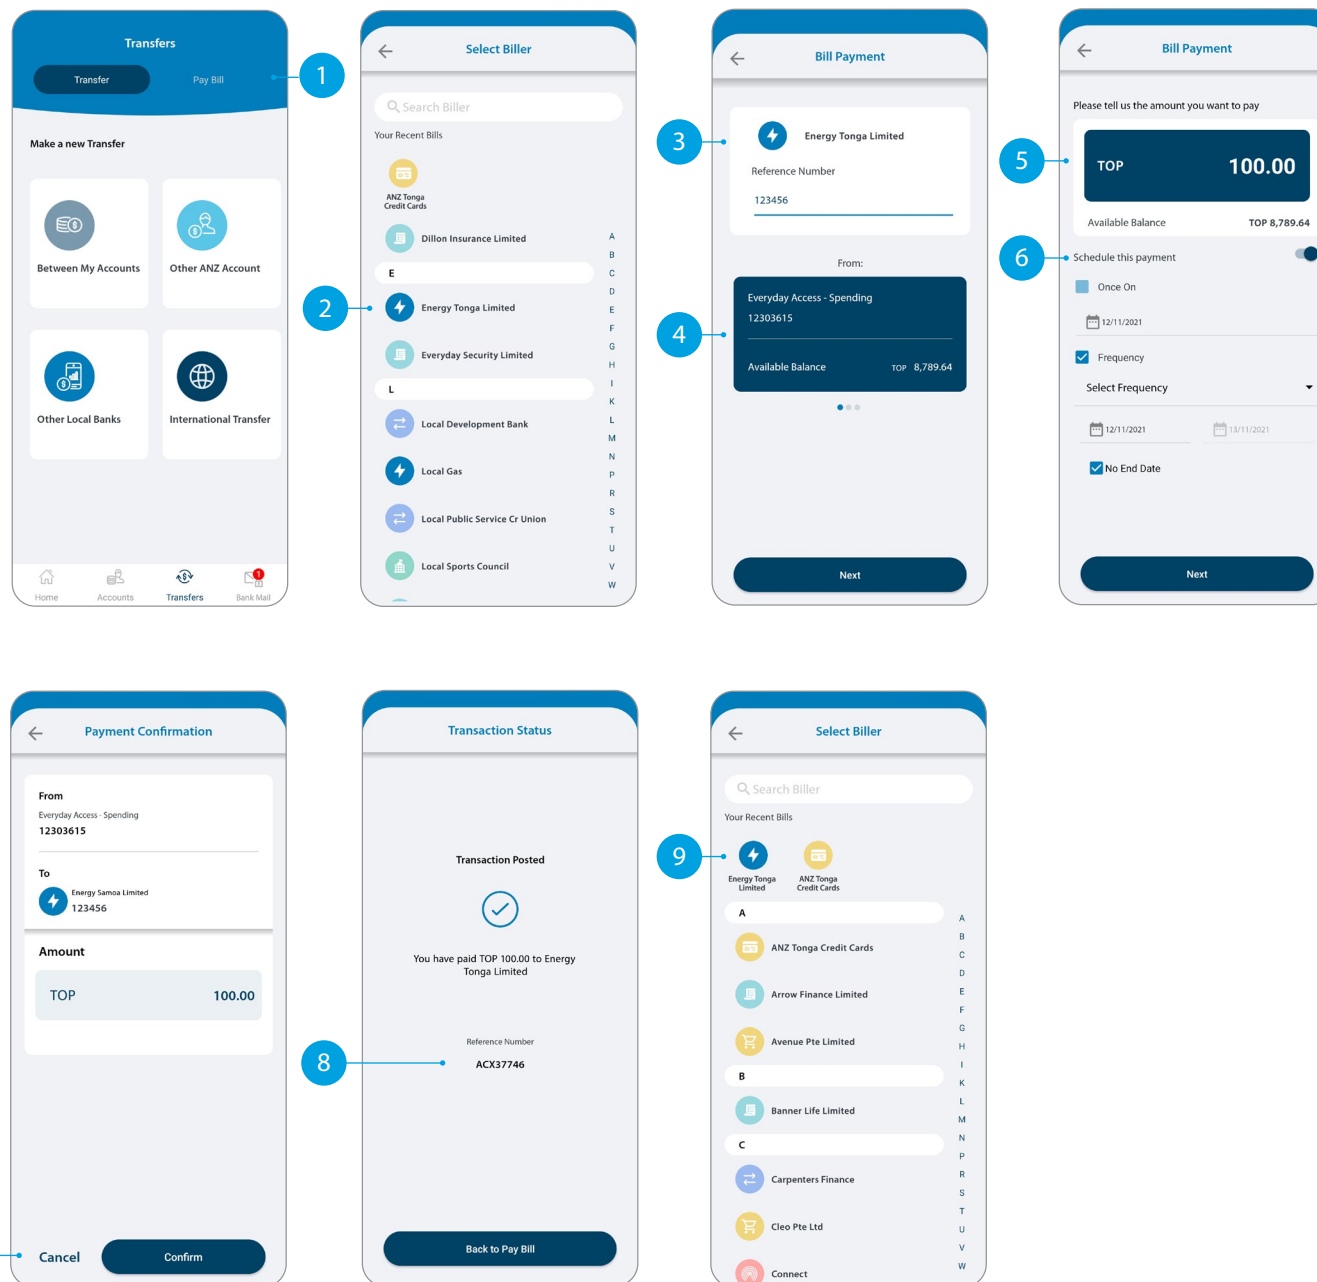 Transfers
Transfer
Pay Bill
1
Make a new Transfer
Between My Accounts
Other ANZ Account
Other Local Banks
International Transfer
Home
Accounts
Transfers
1
Bank Mail
Select Biller
Search Biller
Your Recent Bills
ANZ Tonga
Credit Cards
Dillon Insurance Limited
E
2
Energy Tonga Limited
Everyday Security Limited
L
Local Development Bank
Local Gas
Local Public Service Cr Union
Local Sports Council
A
B
C
D
E
F
G
H
I
K
L
M
N
P
R
S
T
U
V
W
Bill Payment
3
Energy Tonga Limited
Reference Number
123456
From:
4
Everyday Access - Spending
12303615
Available Balance TOP 8,789.64
Next
Bill Payment
Please tell us the amount you want to pay
5
TOP 100.00
Available Balance TOP 8,789.64
6
Schedule this payment
Once On
12/11/2021
Frequency
Select Frequency
12/11/2021 13/11/2021
No End Date
Next
Payment Confirmation
From
Everyday Access - Spending
12303615
To
Energy Samoa Limited
123456
Amount
TOP 100.00
Cancel
Confirm
Transaction Status
Transaction Posted
You have paid TOP 100.00 to Energy
Tonga Limited
Reference Number
8
ACX37746
Back to Pay Bill
Select Biller
Search Biller
Your Recent Bills
9
Energy Tonga
Limited
ANZ Tonga
Credit Cards
A
ANZ Tonga Credit Cards
Arrow Finance Limited
Avenue Pte Limited
B
Banner Life Limited
C
Carpenters Finance
Cleo Pte Ltd
Connect
A
B
C
D
E
F
G
H
I
K
L
M
N
P
R
S
T
U
V
W